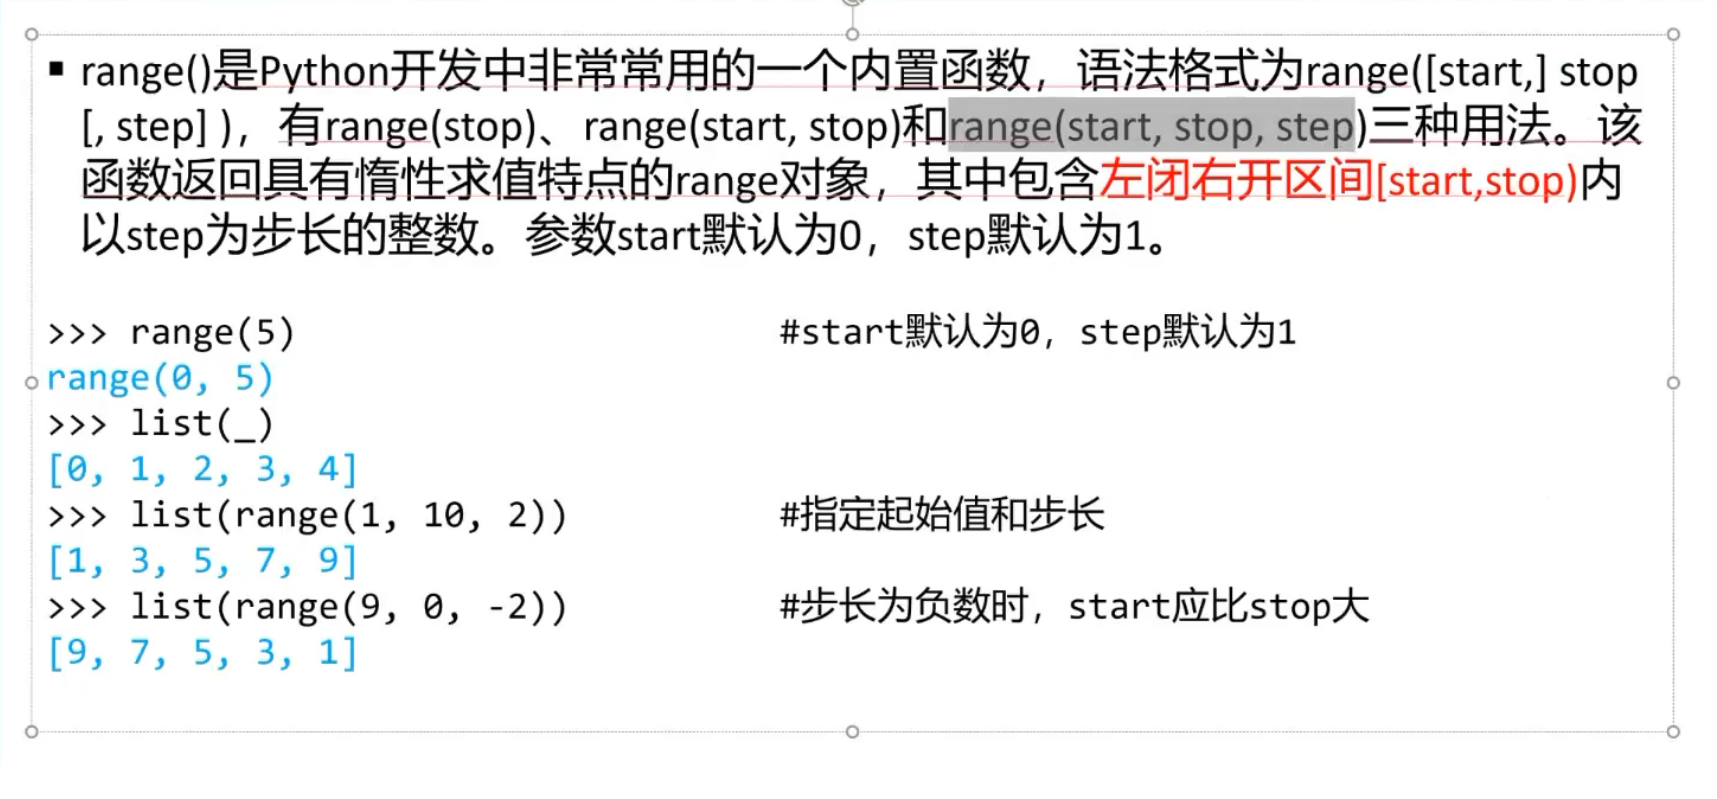 ▪ range()是Python开发中非常常用的一个内置函数，语法格式为range([start,] stop
[, step] )，有range(stop)、range(start, stop)和range(start, stop, step)三种用法。该
函数返回具有惰性求值特点的range对象，其中包含左闭右开区间[start,stop)内
以step为步长的整数。参数start默认为0，step默认为1。
>>> range(5) #start默认为0，step默认为1
range(0, 5)
>>> list(_)
[0, 1, 2, 3, 4]
>>> list(range(1, 10, 2)) #指定起始值和步长
[1, 3, 5, 7, 9]
>>> list(range(9, 0, -2)) #步长为负数时，start应比stop大
[9, 7, 5, 3, 1]